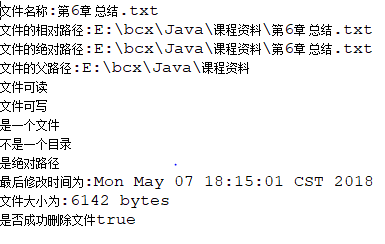 文件名称:第6章 总结.txt
文件的相对路径:E:\bcx\Java\课程资料\第6章 总结.txt
文件的绝对路径:E:\bcx\Java\课程资料\第6章 总结.txt
文件的父路径:E:\bcx\Java\课程资料
文件可读
文件可写
是一个文件
不是一个目录
是绝对路径
最后修改时间为:Mon May 07 18:15:01 CST 2018
文件大小为:6142 bytes
是否成功删除文件true